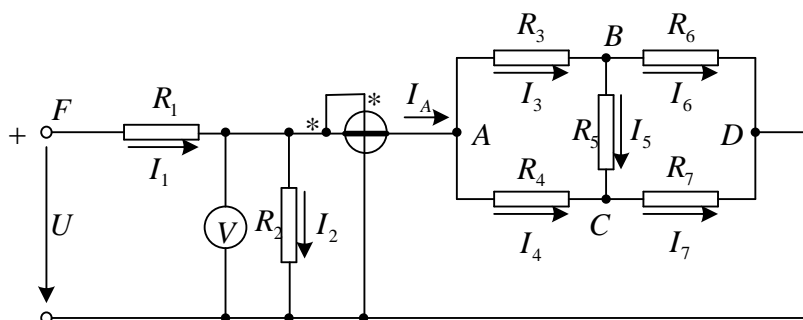 R3 B R6
F R1 * * IA I3 I6
+ A R5 I5 D
I1 R4 R7
U V R2 I2 C
I4 I7